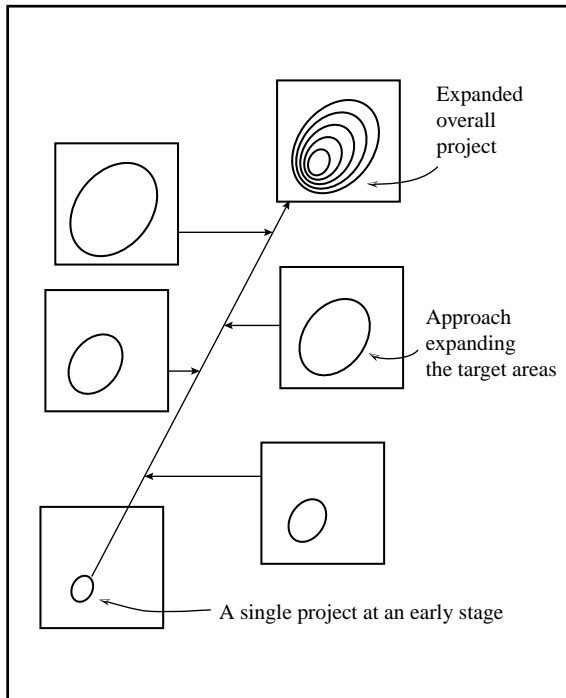 Expanded
overall
project
Approach
expanding
the target areas
A single project at an early stage